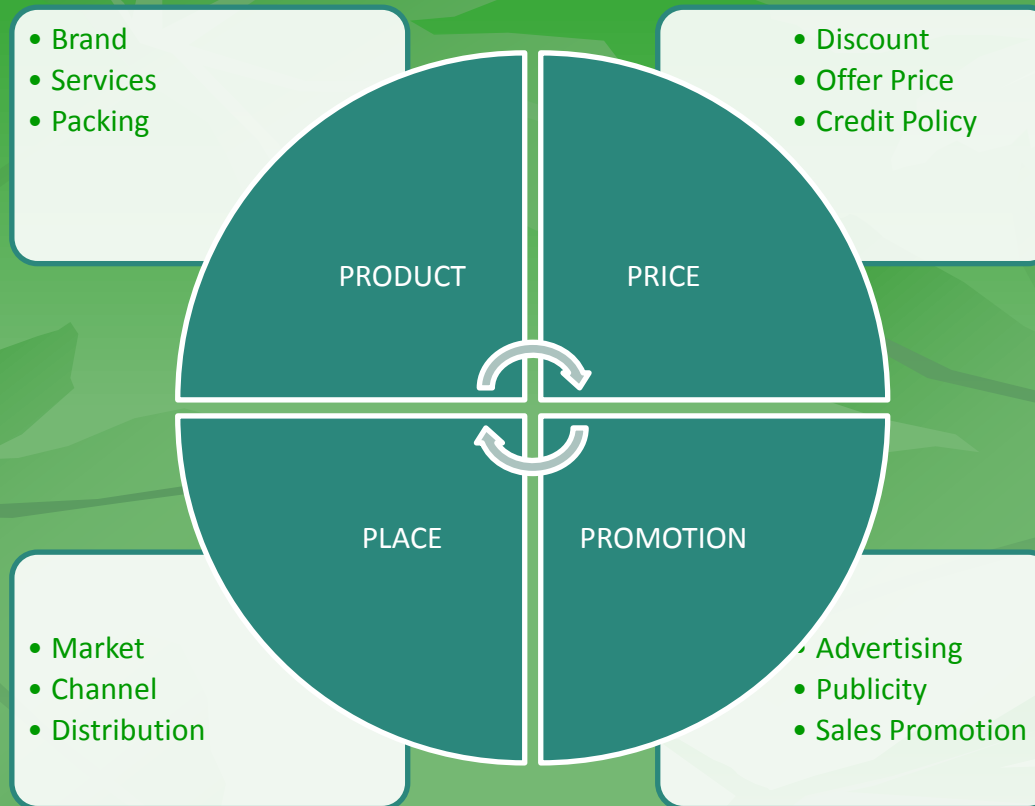 • Brand
• Services
• Packing
• Discount
• Offer Price
• Credit Policy
PRODUCT
PRICE
PLACE
PROMOTION
• Market
• Channel
• Distribution
• Advertising
• Publicity
• Sales Promotion